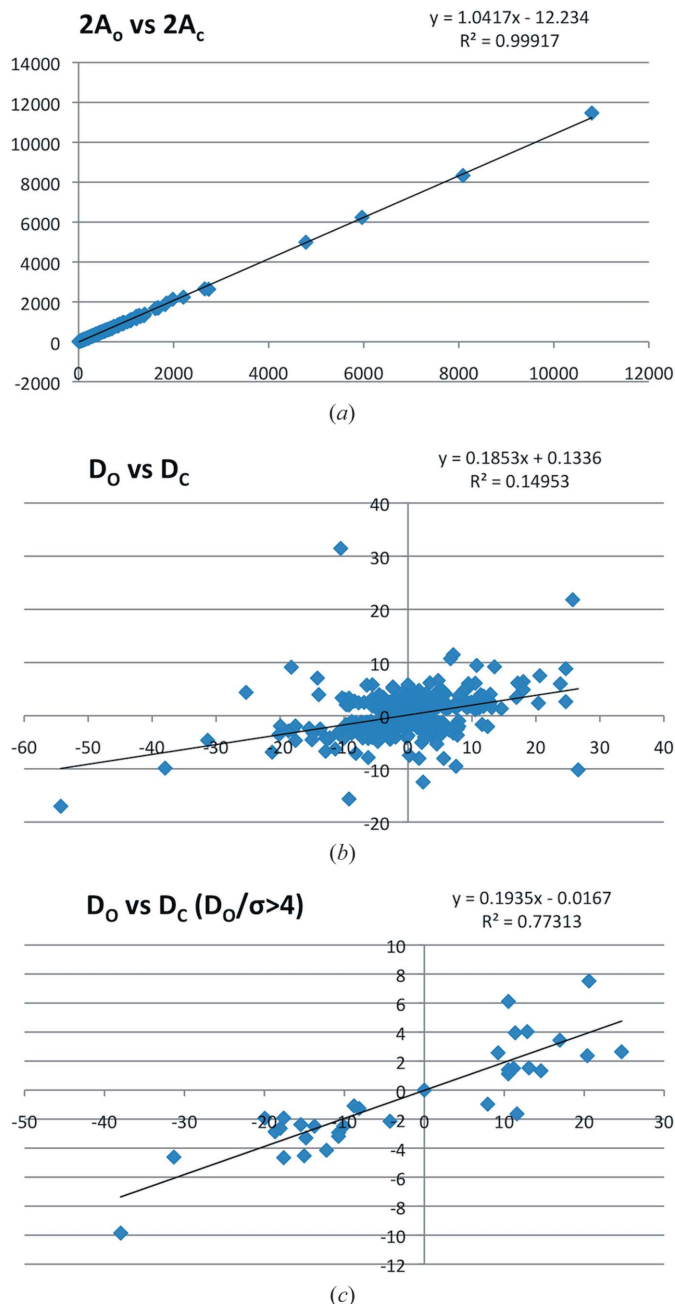 2Aₒ vs 2A꜀
y = 1.0417x - 12.234
R² = 0.99917
14000
12000
10000
8000
6000
4000
2000
0
-2000
0 2000 4000 6000 8000 10000 12000
(a)
D_O vs D_C
y = 0.1853x + 0.1336
R² = 0.14953
40
30
20
10
0
-60 -50 -40 -30 -20 -10 0 10 20 30 40
-10
-20
(b)
D_O vs D_C (D_O/σ>4)
y = 0.1935x - 0.0167
R² = 0.77313
10
8
6
4
2
0
-50 -40 -30 -20 -10 0 10 20 30
-2
-4
-6
-8
-10
-12
(c)